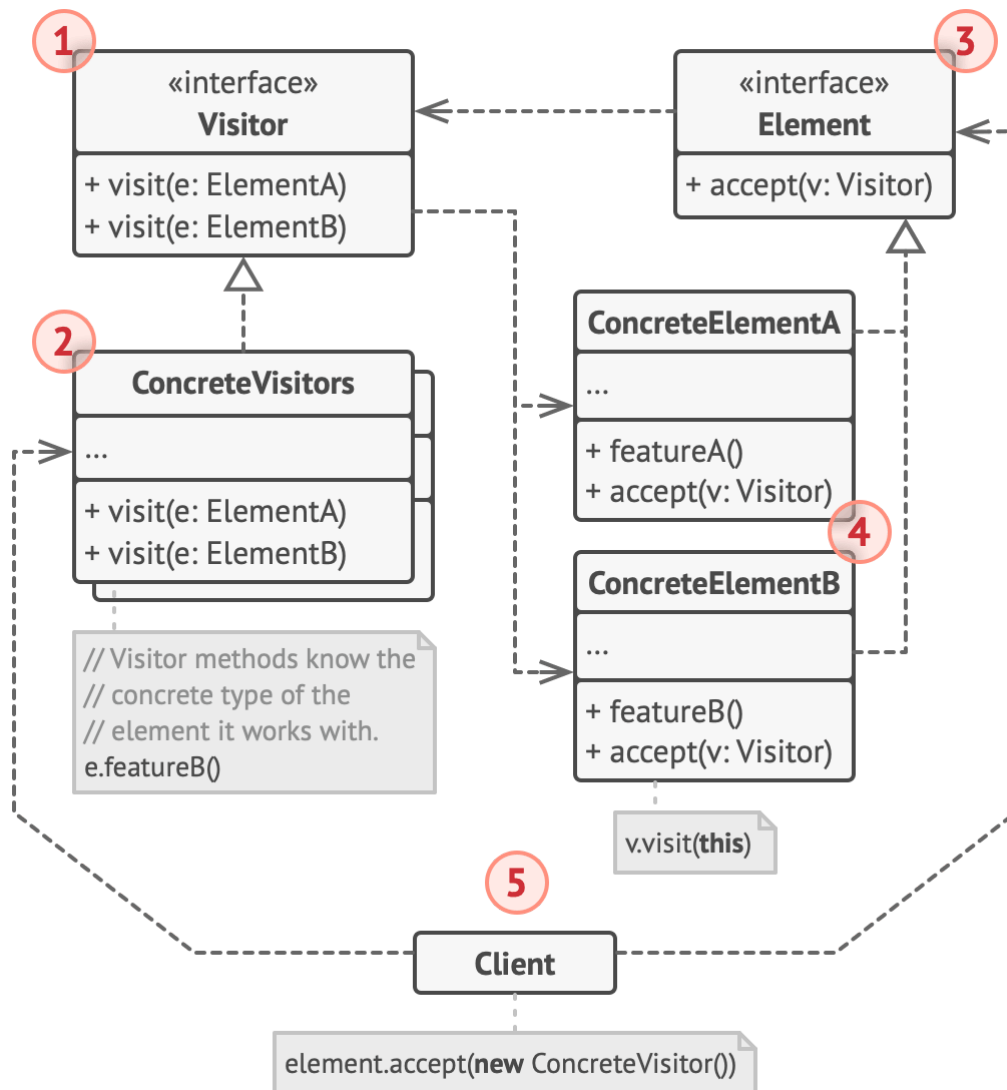 1
«interface»
Visitor
+ visit(e: ElementA)
+ visit(e: ElementB)
3
«interface»
Element
+ accept(v: Visitor)
2
ConcreteVisitors
...
+ visit(e: ElementA)
+ visit(e: ElementB)
// Visitor methods know the
// concrete type of the
// element it works with.
e.featureB()
ConcreteElementA
...
+ featureA()
+ accept(v: Visitor)
4
ConcreteElementB
...
+ featureB()
+ accept(v: Visitor)
v.visit(this)
5
Client
element.accept(new ConcreteVisitor())